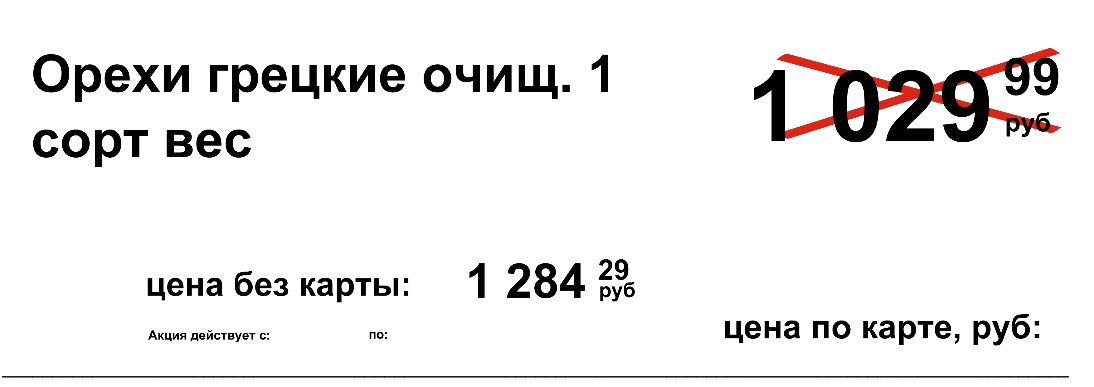 Орехи грецкие очищ. 1
сорт вес
1 029 99
руб
цена без карты: 1 284 29
руб
Акция действует с: по:
цена по карте, руб: